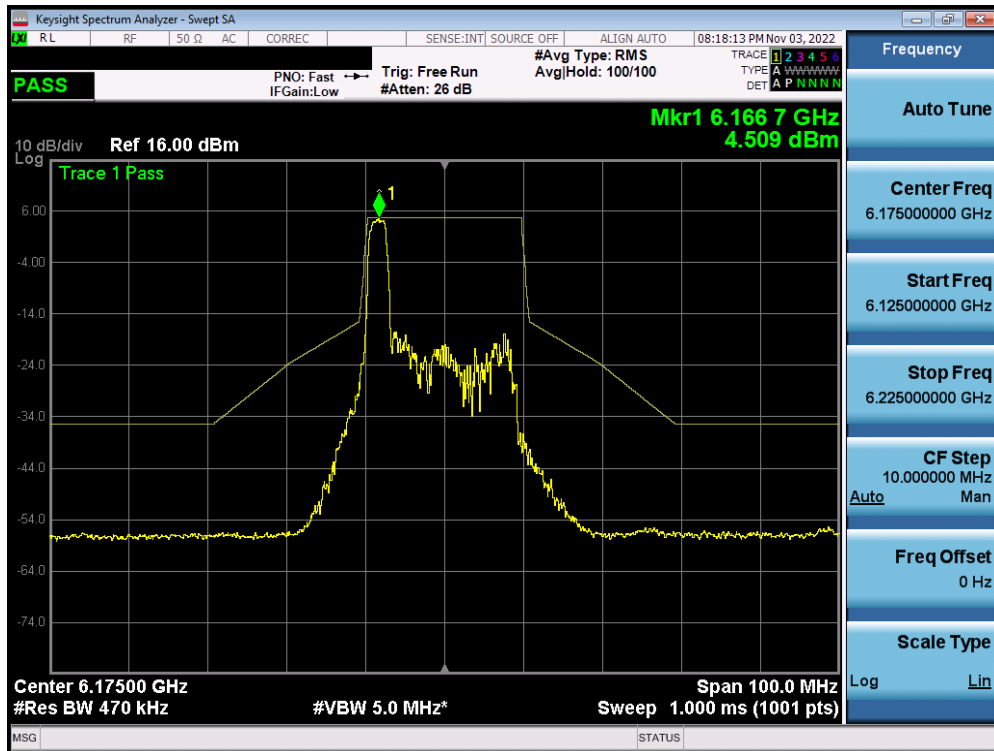 Keysight Spectrum Analyzer - Swept SA
LXI RL RF 50 Ω AC CORREC SENSE:INT SOURCE OFF ALIGN AUTO 08:18:13 PM Nov 03, 2022
PASS
PNO: Fast
IFGain:Low
Trig: Free Run
#Atten: 26 dB
#Avg Type: RMS
Avg|Hold: 100/100
TRACE 1 2 3 4 5 6
TYPE A WWWWW
DET A P N N N N
Mkr1 6.166 7 GHz
4.509 dBm
10 dB/div Ref 16.00 dBm
Log
Trace 1 Pass
1
6.00
-4.00
-14.0
-24.0
-34.0
-44.0
-54.0
-64.0
-74.0
Center 6.17500 GHz Span 100.0 MHz
#Res BW 470 kHz #VBW 5.0 MHz* Sweep 1.000 ms (1001 pts)
MSG STATUS
Frequency
Auto Tune
Center Freq
6.175000000 GHz
Start Freq
6.125000000 GHz
Stop Freq
6.225000000 GHz
CF Step
10.000000 MHz
Auto Man
Freq Offset
0 Hz
Scale Type
Log Lin